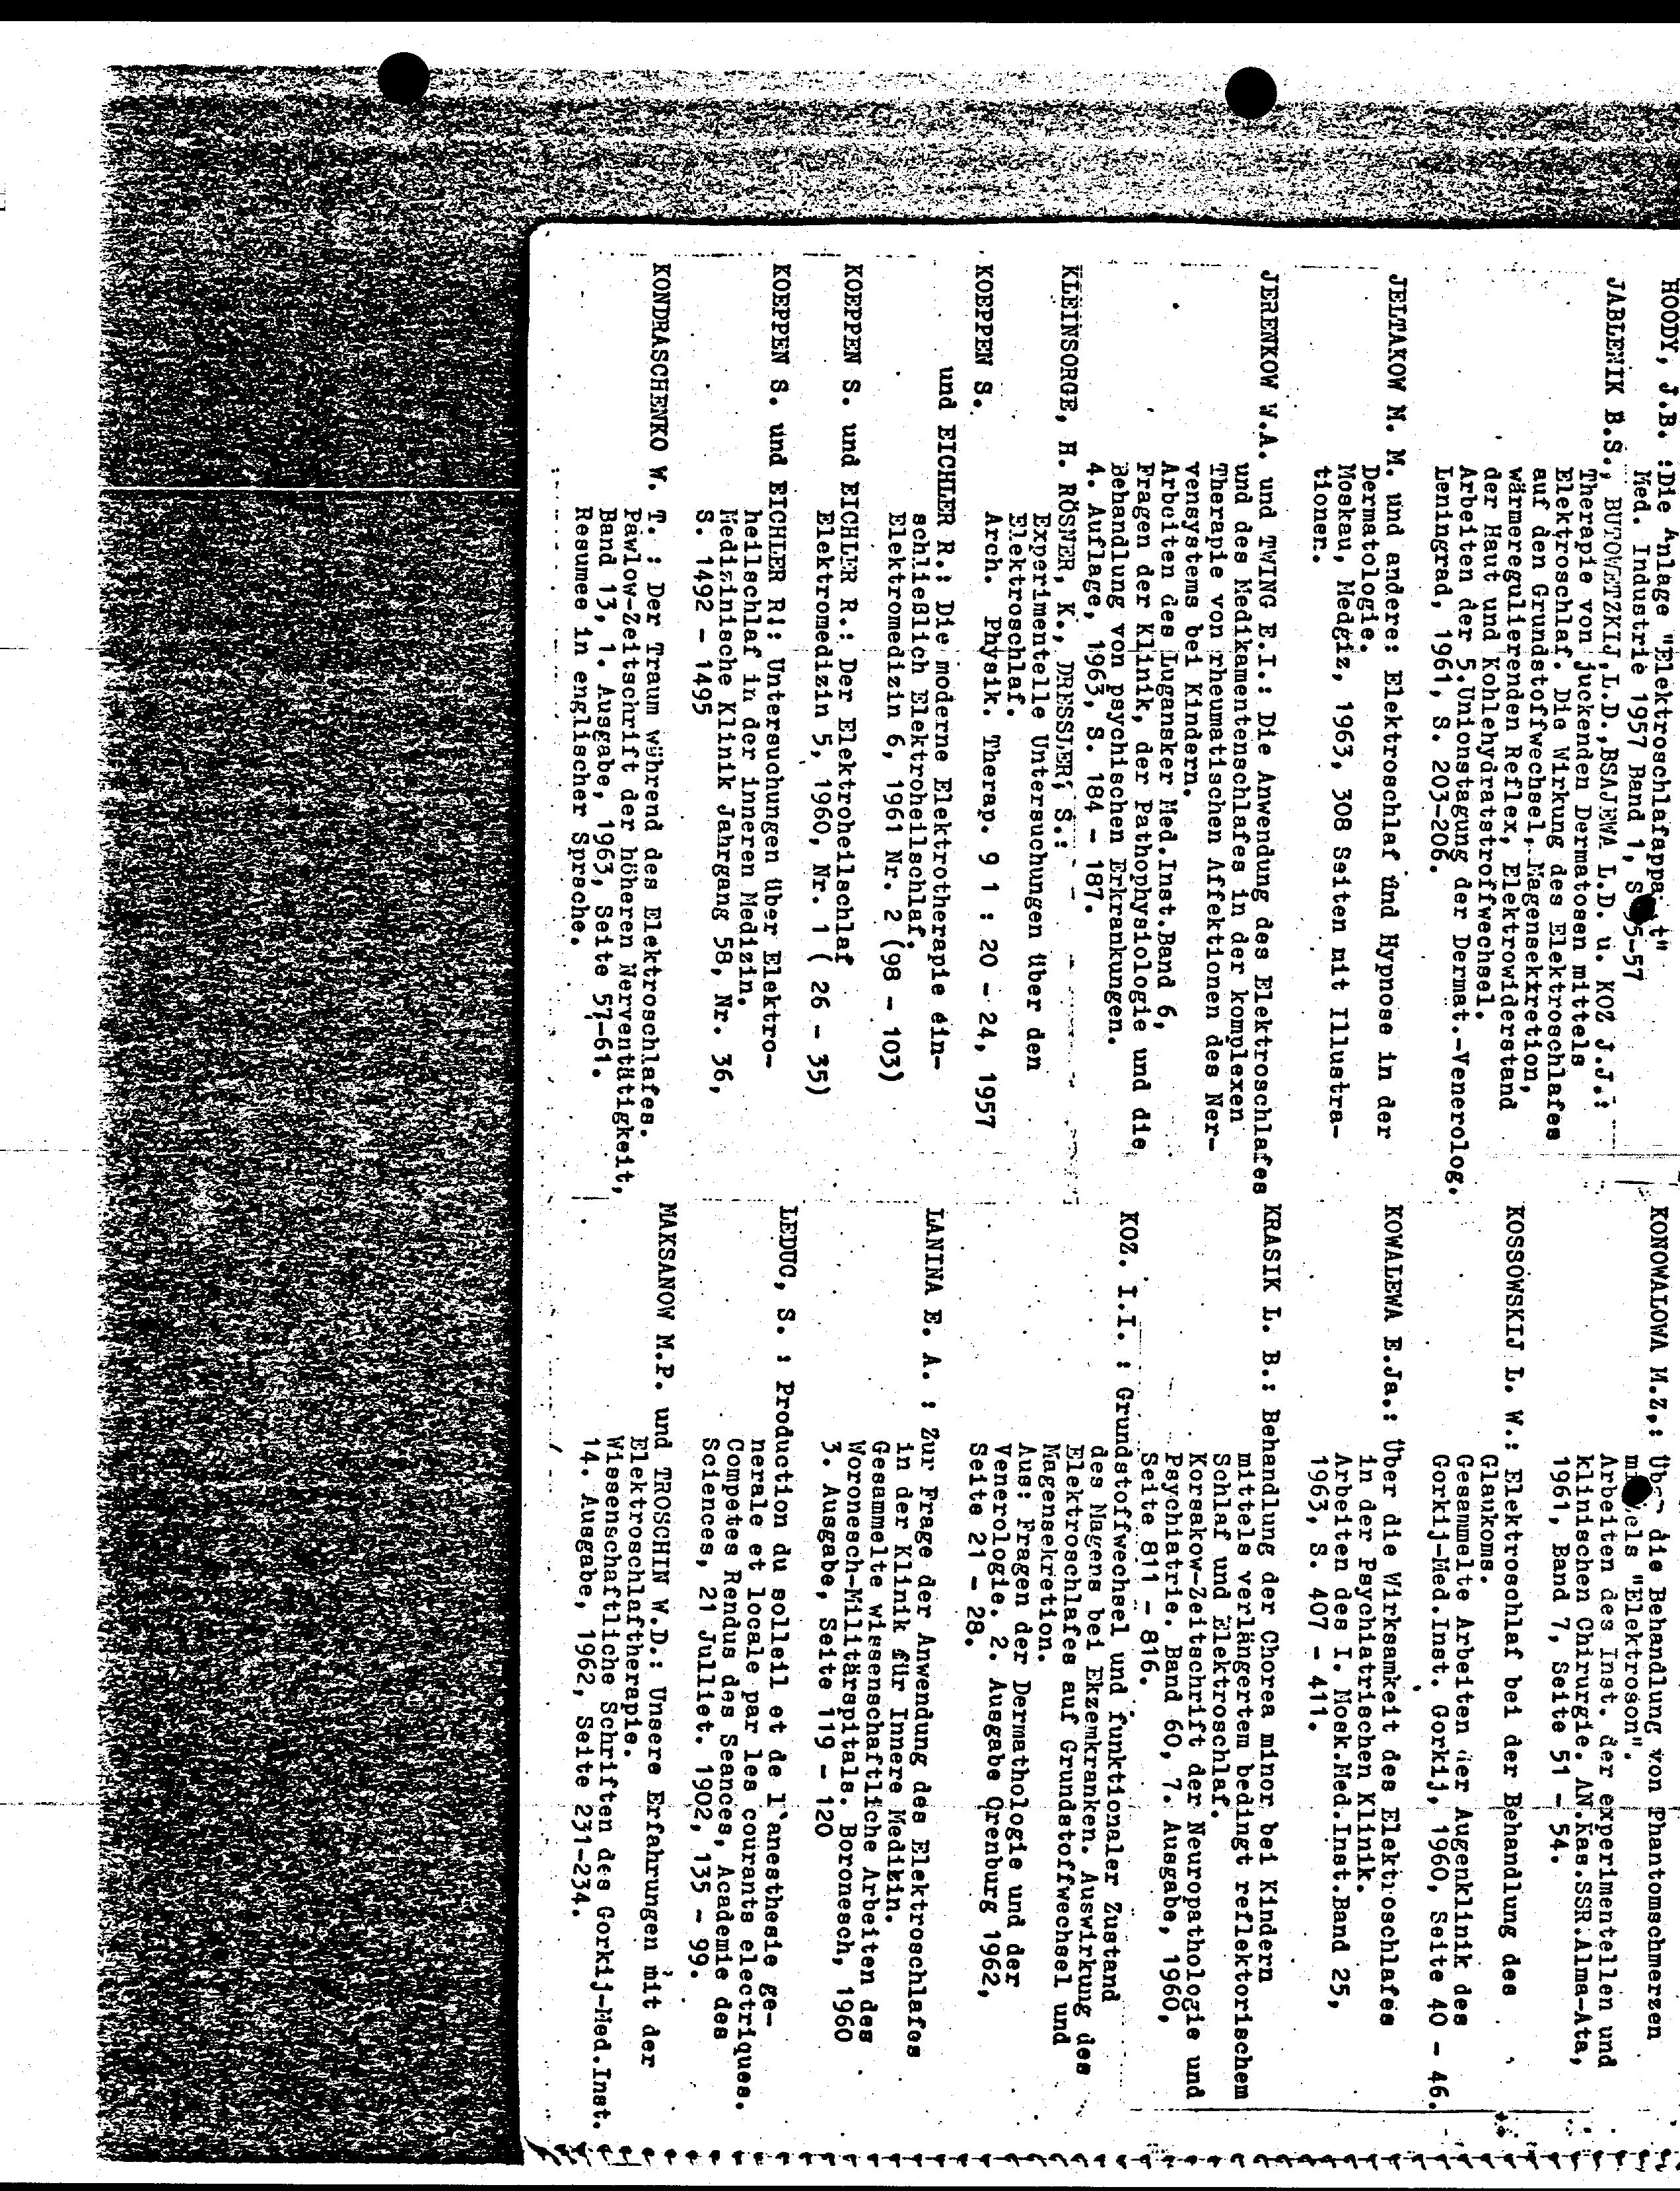 HOODY, J.B. :Die Anlage "Elektroschlafappa
Med. Industrie 1957 Band 1, S
JABLENIK B.S., BUTOWETZKIJ,L.D.,BSAJEWA L.D. u. KOZ J.J.:
Therapie von juckenden Dermatosen mittels
Elektroschlaf. Die Wirkung des Elektroschlafes
auf den Grundstoffwechsel, Magensektretion,
wärmeregulierenden Reflex, Elektrowiderstand
der Haut und Kohlehydratstroffwechsel.
Arbeiten der 5.Unionstagung der Dermat.-Venerolog.
Leningrad, 1961, S. 203-206.
JELTAKOW M. M. und andere: Elektroschlaf und Hypnose in der
Dermatologie.
Moskau, Medgiz, 1963, 308 Seiten mit Illustra-
tionen.
JERENKOW W.A. und TWING E.I.: Die Anwendung des Elektroschlafes
und des Medikamentenschlafes in der komplexen
Therapie von rheumatischen Affektionen des Ner-
vensystems bei Kindern.
Arbeiten des Lugansker Med.Inst.Band 6,
Fragen der Klinik, der Pathophysiologie und die
Behandlung von psychischen Erkrankungen.
4. Auflage, 1963, S. 184 - 187.
KLEINSORGE, H. RÖSNER, K., DRESSLER, S.:
Experimentelle Untersuchungen über den
Elektroschlaf.
Arch. Physik. Therap. 9 1 : 20 - 24, 1957
KOEPPEN S.
und EICHLER R.: Die moderne Elektrotherapie ein-
schließlich Elektroheilschlaf.
Elektromedizin 6, 1961 Nr. 2 (98 - 103)
KOEPPEN S. und EICHLER R.: Der Elektroheilschlaf
Elektromedizin 5, 1960, Nr. 1 ( 26 - 35)
KOEPPEN S. und EICHLER R!: Untersuchungen über Elektro-
heilschlaf in der inneren Medizin.
Medizinische Klinik Jahrgang 58, Nr. 36,
S. 1492 - 1495
KONDRASCHENKO W. T. : Der Traum während des Elektroschlafes.
Pawlow-Zeitschrift der höheren Nerventätigkeit,
Band 13, 1. Ausgabe, 1963, Seite 57-61.
Resumee in englischer Sprache.
KONOWALOWA M.Z.: Über die Behandlung von Phantomschmerzen
"Elektroson".
Arbeiten des Inst. der experimentellen und
klinischen Chirurgie. AN.Kas.SSR.Alma-Ata,
1961, Band 7, Seite 51 - 54.
KOSSOWSKIJ L. W.: Elektroschlaf bei der Behandlung des
Glaukoms.
Gesammelte Arbeiten der Augenklinik des
Gorkij-Med.Inst. Gorkij, 1960, Seite 40 - 46.
KOWALEWA E.Ja.: Über die Wirksamkeit des Elektroschlafes
in der Psychiatrischen Klinik.
Arbeiten des I. Mosk.Med.Inst.Band 25,
1963, S. 407 - 411.
KRASIK L. B.: Behandlung der Chorea minor bei Kindern
mittels verlängertem bedingt reflektorischem
Schlaf und Elektroschlaf.
Korsakow-Zeitschrift der Neuropathologie und
Psychiatrie. Band 60, 7. Ausgabe, 1960,
Seite 811 - 816.
KOZ. I.I. : Grundstoffwechsel und funktionaler Zustand
des Magens bei Ekzemkranken. Auswirkung des
Elektroschlafes auf Grundstoffwechsel und
Magensekretion.
Aus: Fragen der Dermathologie und der
Venerologie. 2. Ausgabe Orenburg 1962,
Seite 21 - 28.
LANINA E. A. : Zur Frage der Anwendung des Elektroschlafes
in der Klinik für Innere Medizin.
Gesammelte wissenschaftliche Arbeiten des
Woronesch-Militärspitals. Boronesch, 1960
3. Ausgabe, Seite 119 - 120
LEDUC, S. : Production du solleil et de l'anesthesie ge-
nerale et locale par les courants electriques.
Competes Rendus des Seances, Academie des
Sciences, 21 Julliet. 1902, 135 - 99.
MAKSANOW M.P. und TROSCHIN W.D.: Unsere Erfahrungen mit der
Elektroschlaftherapie.
Wissenschaftliche Schriften des Gorkij-Med.Inst.
14. Ausgabe, 1962, Seite 231-234.